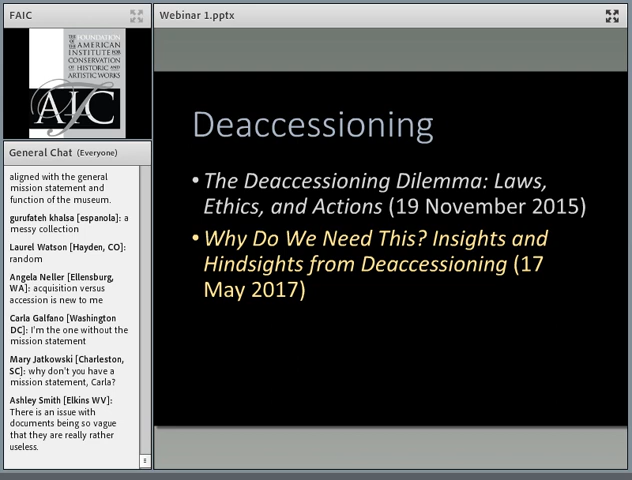 FAIC
Webinar 1.pptx
THE FOUNDATION
OF THE AMERICAN
INSTITUTE FOR
CONSERVATION
OF HISTORIC AND
ARTISTIC WORKS
AIC
General Chat (Everyone)
aligned with the general
mission statement and
function of the museum.
gurufateh khalsa [espanola]: a
messy collection
Laurel Watson [Hayden, CO]:
random
Angela Neller [Ellensburg,
WA]: acquisition versus
accession is new to me
Carla Galfano [Washington
DC]: I'm the one without the
mission statement
Mary Jatkowski [Charleston,
SC]: why don't you have a
mission statement, Carla?
Ashley Smith [Elkins WV]:
There is an issue with
documents being so vague
that they are really rather
useless.
Deaccessioning
• The Deaccessioning Dilemma: Laws,
Ethics, and Actions (19 November 2015)
• Why Do We Need This? Insights and
Hindsights from Deaccessioning (17
May 2017)